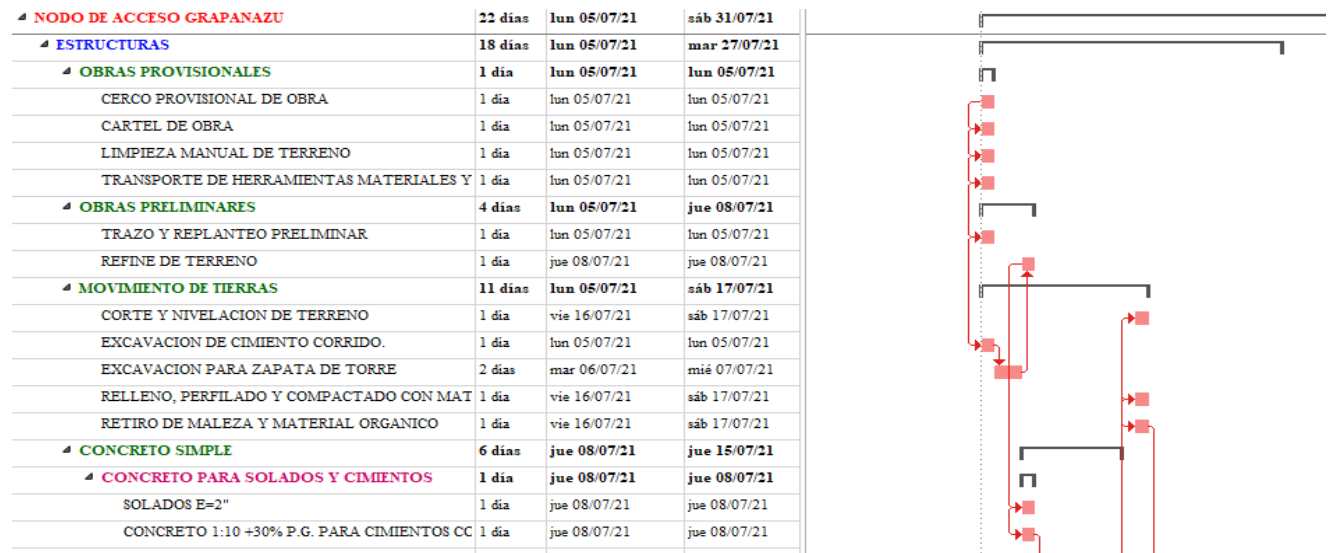 NODO DE ACCESO GRAPANAZU 22 días lun 05/07/21 sáb 31/07/21
ESTRUCTURAS 18 días lun 05/07/21 mar 27/07/21
OBRAS PROVISIONALES 1 día lun 05/07/21 lun 05/07/21
CERCO PROVISIONAL DE OBRA 1 día lun 05/07/21 lun 05/07/21
CARTEL DE OBRA 1 día lun 05/07/21 lun 05/07/21
LIMPIEZA MANUAL DE TERRENO 1 día lun 05/07/21 lun 05/07/21
TRANSPORTE DE HERRAMIENTAS MATERIALES Y 1 día lun 05/07/21 lun 05/07/21
OBRAS PRELIMINARES 4 días lun 05/07/21 jue 08/07/21
TRAZO Y REPLANTEO PRELIMINAR 1 día lun 05/07/21 lun 05/07/21
REFINE DE TERRENO 1 día jue 08/07/21 jue 08/07/21
MOVIMIENTO DE TIERRAS 11 días lun 05/07/21 sáb 17/07/21
CORTE Y NIVELACION DE TERRENO 1 día vie 16/07/21 sáb 17/07/21
EXCAVACION DE CIMIENTO CORRIDO. 1 día lun 05/07/21 lun 05/07/21
EXCAVACION PARA ZAPATA DE TORRE 2 días mar 06/07/21 mié 07/07/21
RELLENO, PERFILADO Y COMPACTADO CON MAT 1 día vie 16/07/21 sáb 17/07/21
RETIRO DE MALEZA Y MATERIAL ORGANICO 1 día vie 16/07/21 sáb 17/07/21
CONCRETO SIMPLE 6 días jue 08/07/21 jue 15/07/21
CONCRETO PARA SOLADOS Y CIMIENTOS 1 día jue 08/07/21 jue 08/07/21
SOLADOS E=2" 1 día jue 08/07/21 jue 08/07/21
CONCRETO 1:10 +30% P.G. PARA CIMIENTOS CC 1 día jue 08/07/21 jue 08/07/21